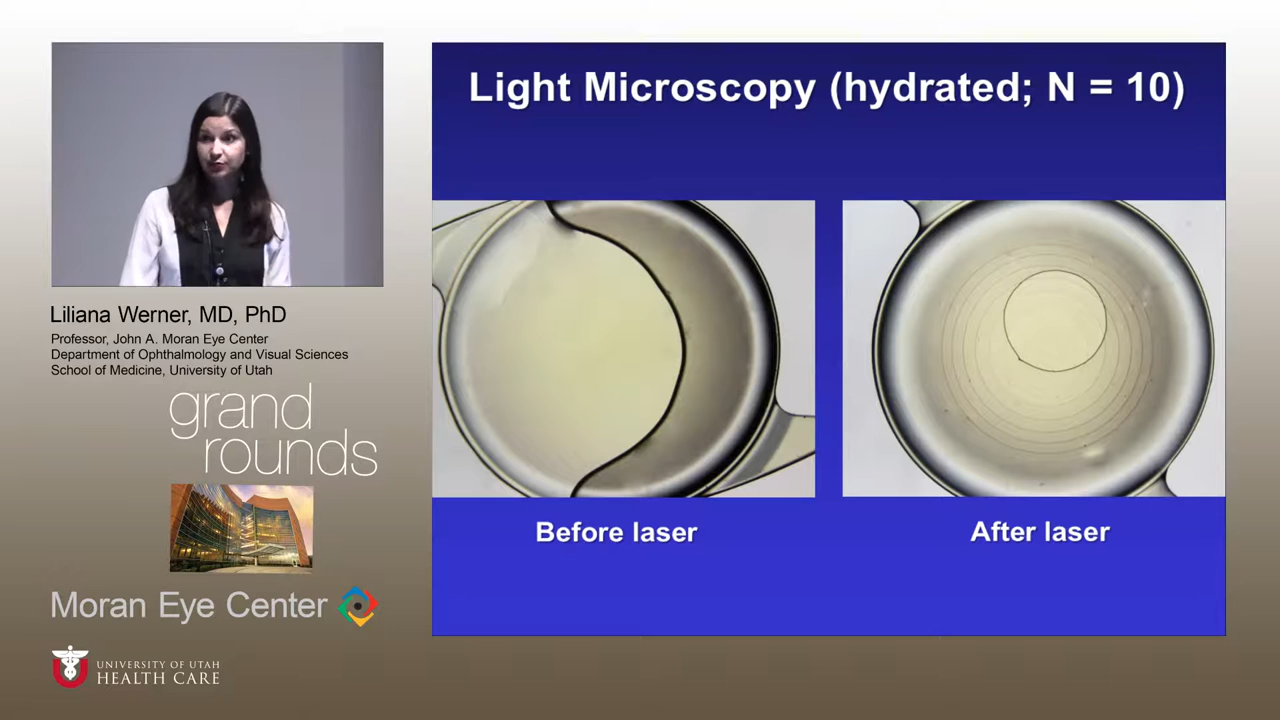 Light Microscopy (hydrated; N = 10)
Before laser
After laser
Liliana Werner, MD, PhD
Professor, John A. Moran Eye Center
Department of Ophthalmology and Visual Sciences
School of Medicine, University of Utah
grand
rounds
Moran Eye Center
UNIVERSITY OF UTAH
HEALTH CARE